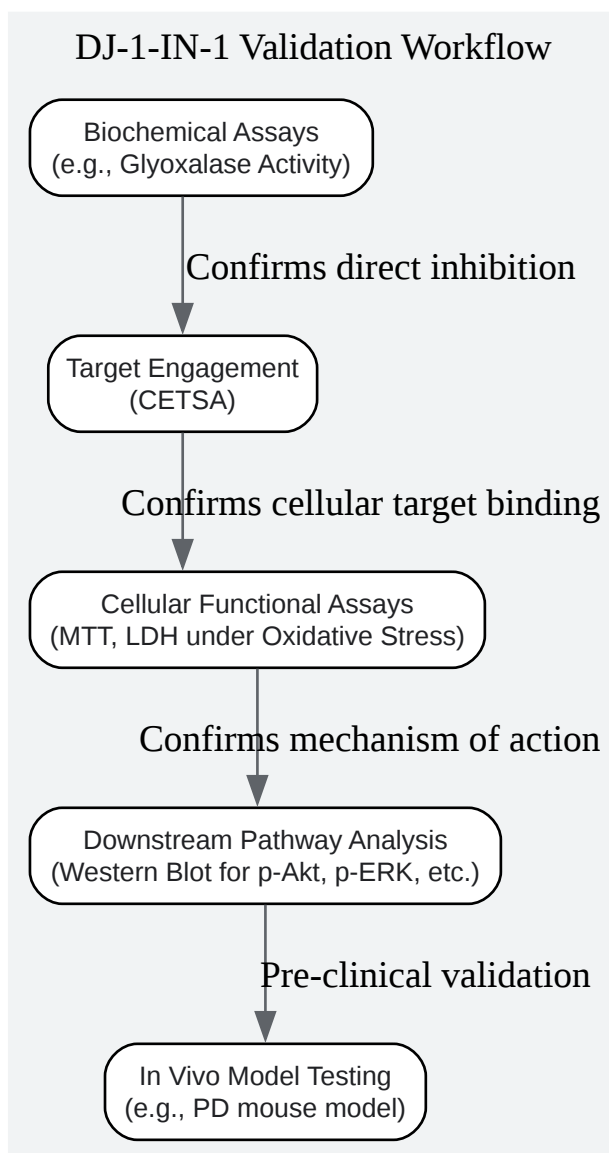 DJ-1-IN-1 Validation Workflow
Biochemical Assays
(e.g., Glyoxalase Activity)
Confirms direct inhibition
Target Engagement
(CETSA)
Confirms cellular target binding
Cellular Functional Assays
(MTT, LDH under Oxidative Stress)
Confirms mechanism of action
Downstream Pathway Analysis
(Western Blot for p-Akt, p-ERK, etc.)
Pre-clinical validation
In Vivo Model Testing
(e.g., PD mouse model)